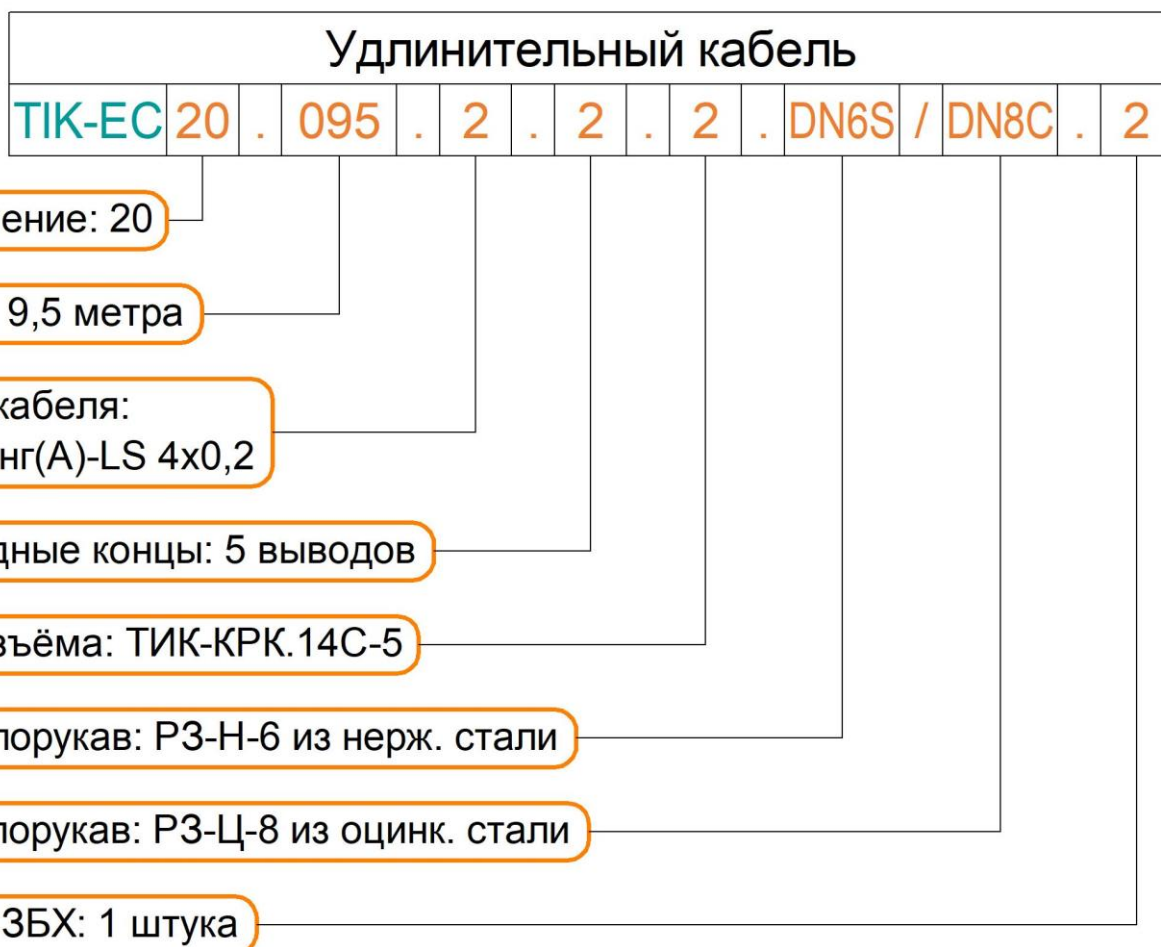 Удлинительный кабель
TIK-EC 20 . 095 . 2 . 2 . 2 . DN6S / DN8C . 2
ение: 20
9,5 метра
кабеля:
нг(А)-LS 4х0,2
дные концы: 5 выводов
зъёма: ТИК-КРК.14С-5
лорукав: РЗ-Н-6 из нерж. стали
лорукав: РЗ-Ц-8 из оцинк. стали
ЗБХ: 1 штука